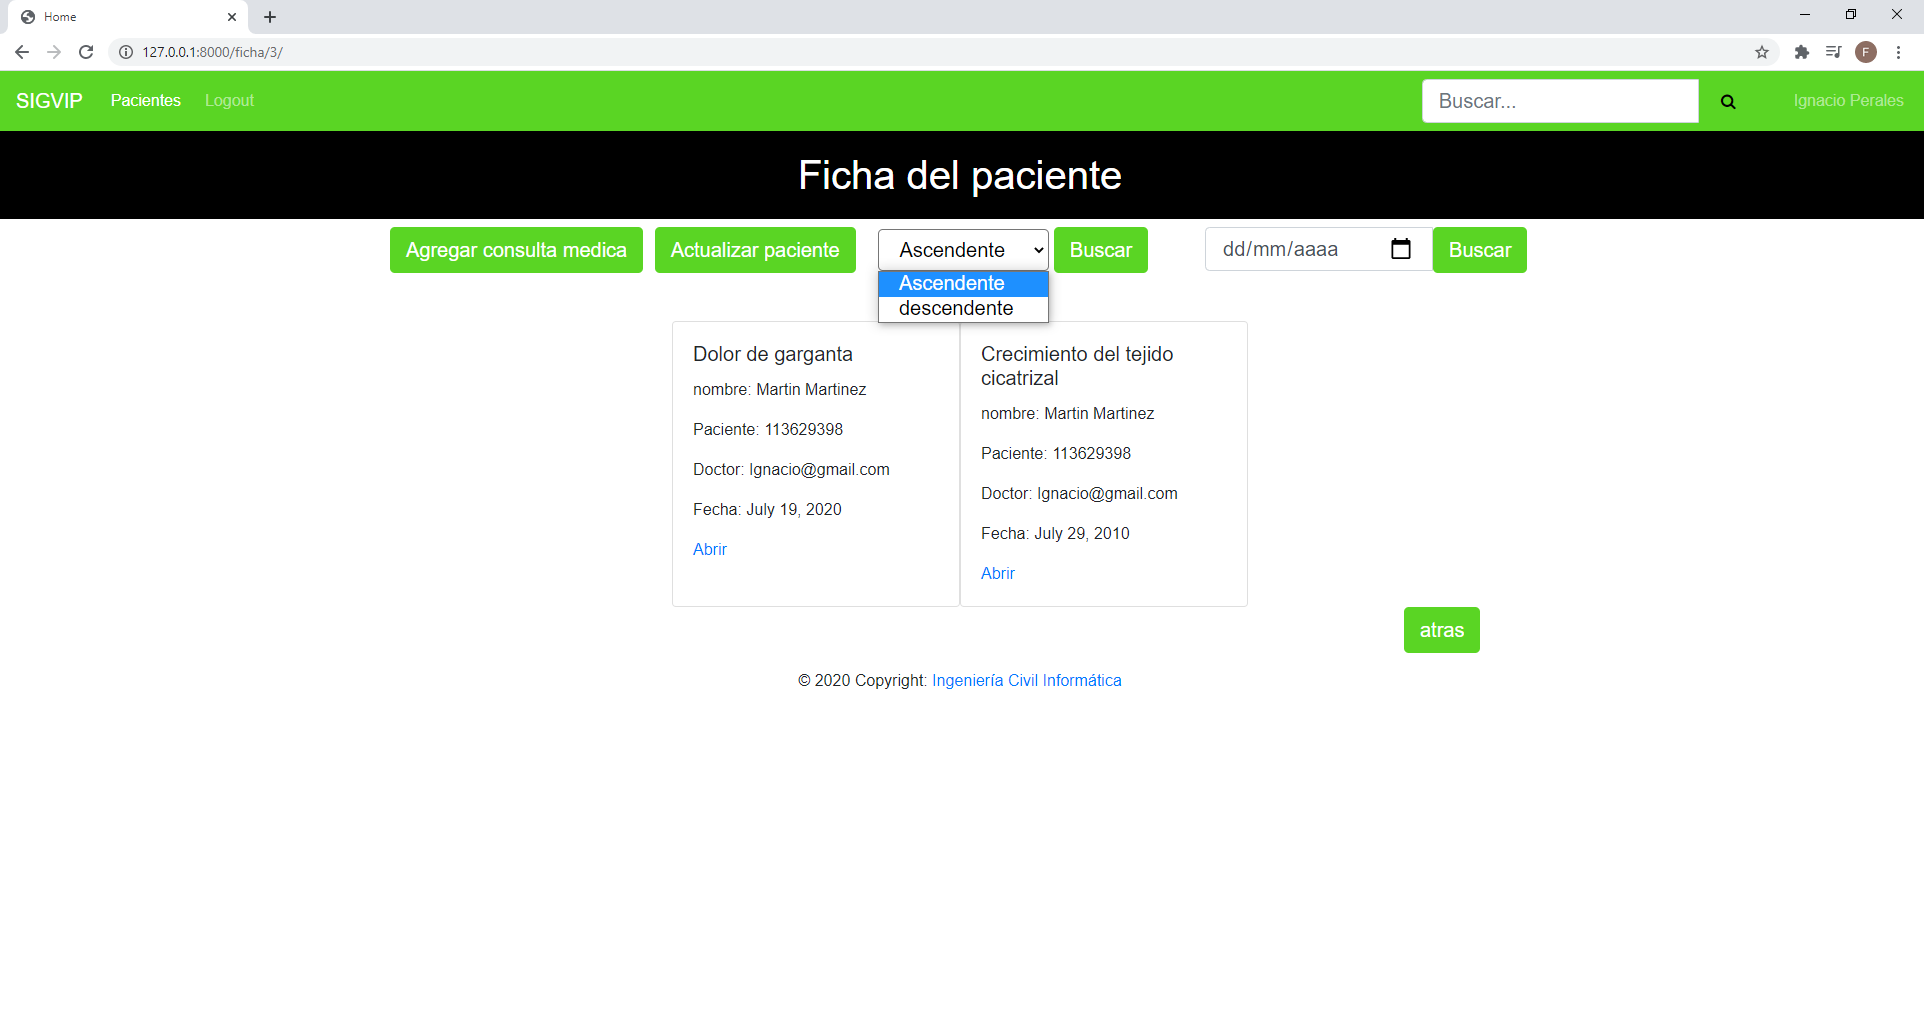 Home
127.0.0.1:8000/ficha/3/
F
SIGVIP Pacientes Logout Buscar... Ignacio Perales
Ficha del paciente
Agregar consulta medica Actualizar paciente Ascendente Buscar dd/mm/aaaa Buscar
Ascendente
descendente
Dolor de garganta
nombre: Martin Martinez
Paciente: 113629398
Doctor: Ignacio@gmail.com
Fecha: July 19, 2020
Abrir
Crecimiento del tejido
cicatrizal
nombre: Martin Martinez
Paciente: 113629398
Doctor: Ignacio@gmail.com
Fecha: July 29, 2010
Abrir
atras
© 2020 Copyright: Ingeniería Civil Informática